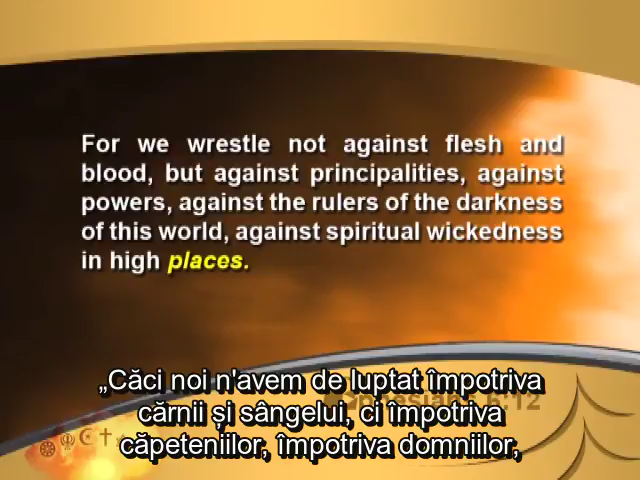 For we wrestle not against flesh and
blood, but against principalities, against
powers, against the rulers of the darkness
of this world, against spiritual wickedness
in high places.
„Căci noi n'avem de luptat împotriva
cărnii și sângelui, ci împotriva
căpeteniilor, împotriva domniilor,
6:12